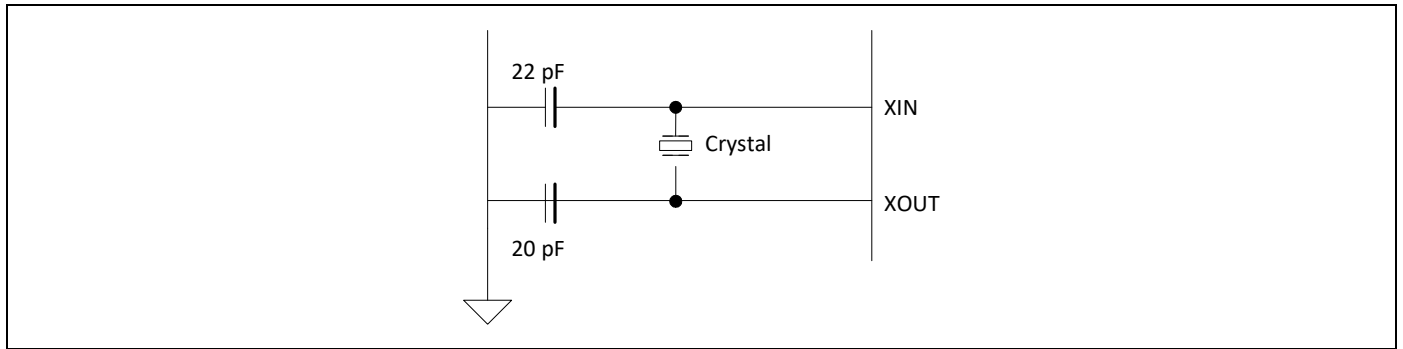 22 pF
XIN
Crystal
XOUT
20 pF